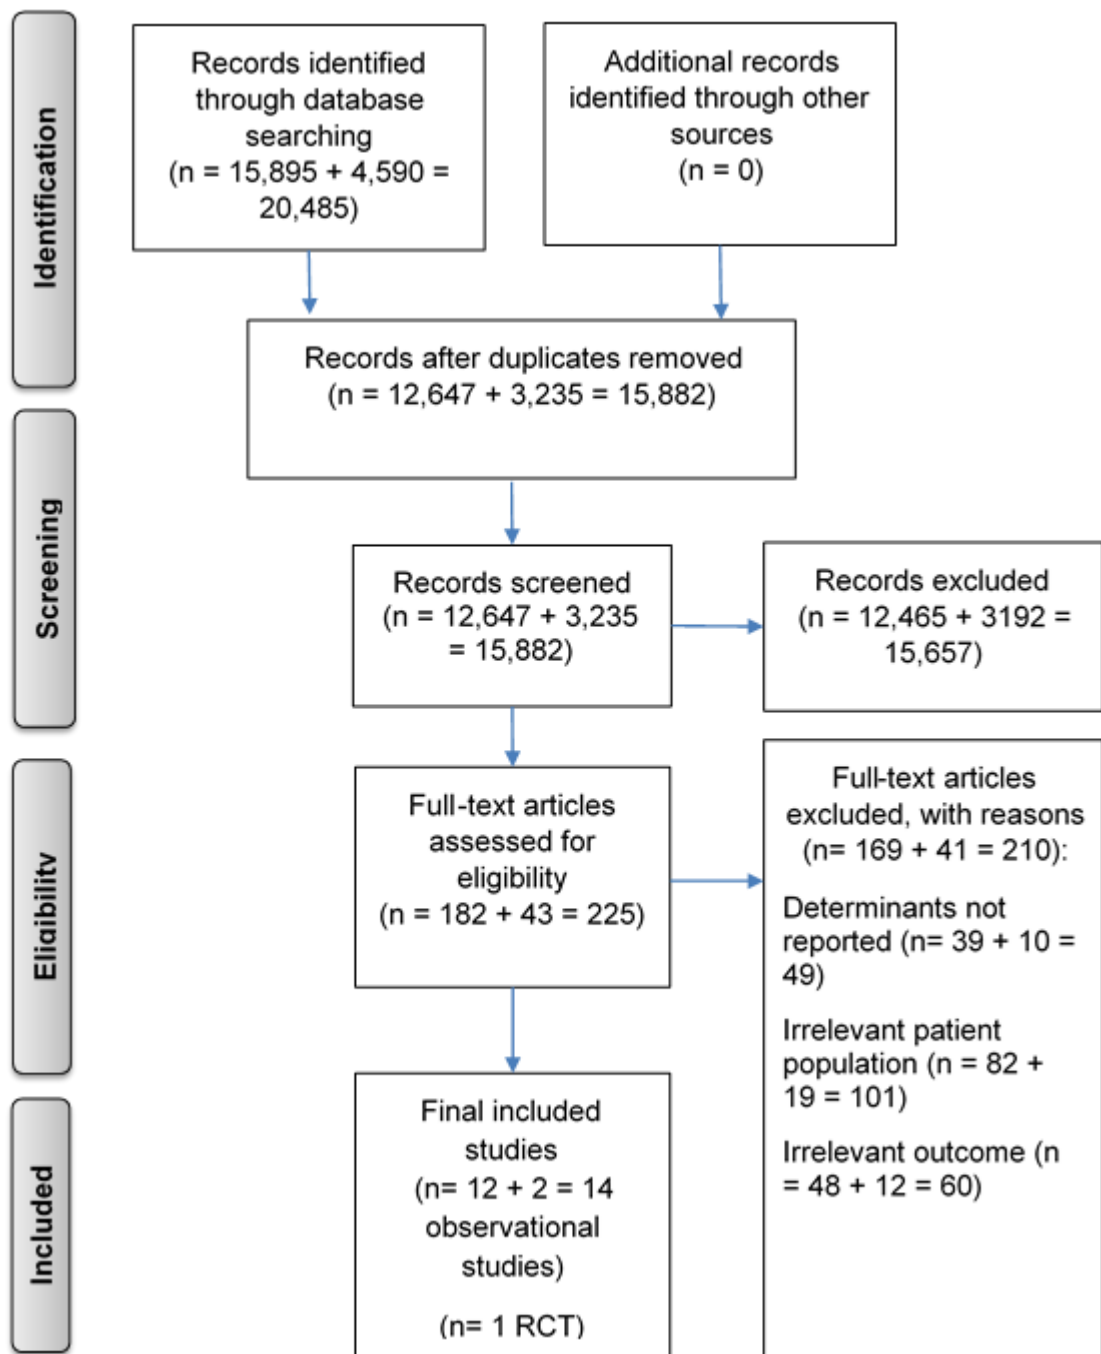 Identification
Records identified
through database
searching
(n = 15,895 + 4,590 =
20,485)
Additional records
identified through other
sources
(n = 0)
Records after duplicates removed
(n = 12,647 + 3,235 = 15,882)
Screening
Records screened
(n = 12,647 + 3,235
= 15,882)
Records excluded
(n = 12,465 + 3192 =
15,657)
Eligibility
Full-text articles
assessed for
eligibility
(n = 182 + 43 = 225)
Full-text articles
excluded, with reasons
(n= 169 + 41 = 210):
Determinants not
reported (n= 39 + 10 =
49)
Irrelevant patient
population (n = 82 +
19 = 101)
Irrelevant outcome (n
= 48 + 12 = 60)
Included
Final included
studies
(n= 12 + 2 = 14
observational
studies)
(n= 1 RCT)